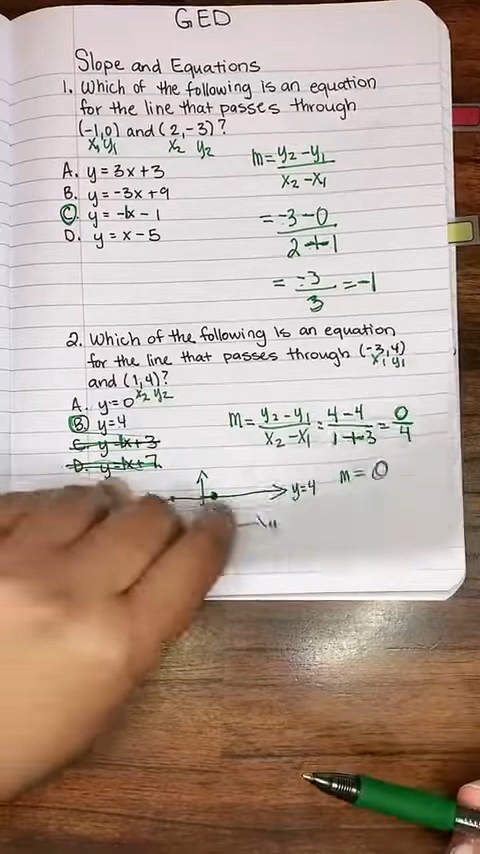 GED
Slope and Equations
1. Which of the following is an equation
for the line that passes through
(-1,0) and (2,-3)?
x₁ y₁ x₂ y₂
A. y = 3x + 3
B. y = -3x + 9
C. y = -1x - 1
D. y = x - 5
m = y₂ - y₁
x₂ - x₁
= -3 - 0
2 + 1
= -3
3
= -1
2. Which of the following is an equation
for the line that passes through (-3,4)
x₁ y₁
and (1,4)?
x₂ y₂
A. y = 0
B. y = 4
C. y = -1x + 3
D. y = -1x + 7
m = y₂ - y₁ = 4 - 4 = 0
x₂ - x₁ 1 + 3 4
m = 0
y = 4